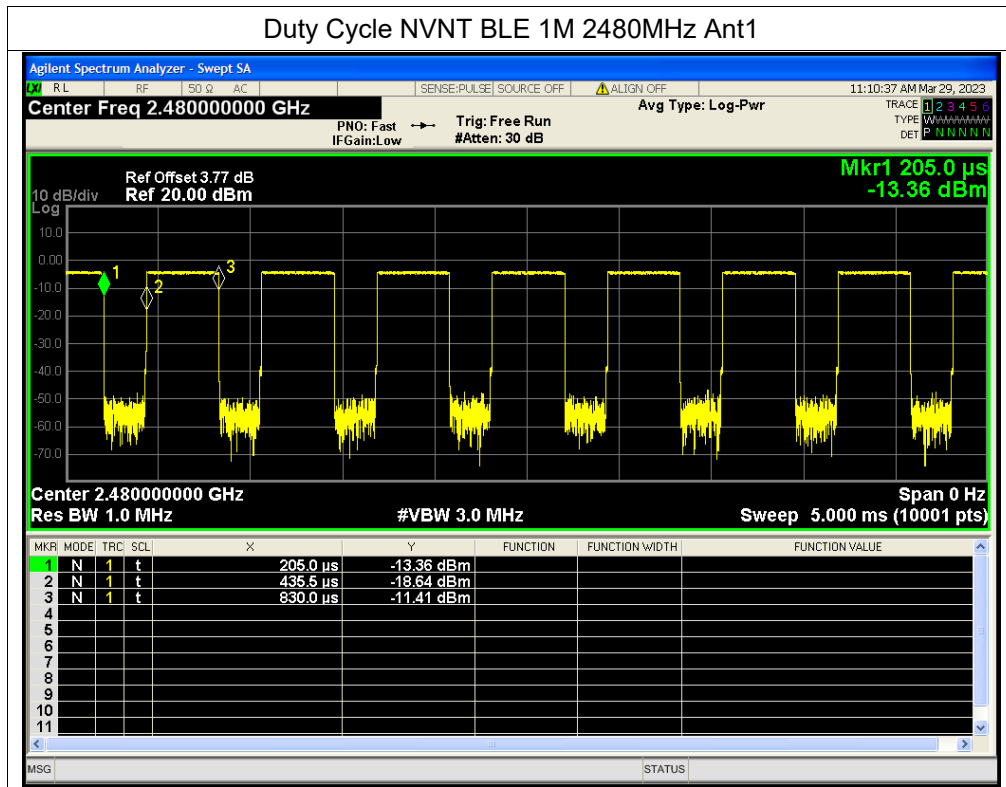 Duty Cycle NVNT BLE 1M 2480MHz Ant1
Agilent Spectrum Analyzer - Swept SA
LXI RL RF 50 Ω AC SENSE:PULSE SOURCE OFF ALIGN OFF 11:10:37 AM Mar 29, 2023
Center Freq 2.480000000 GHz Avg Type: Log-Pwr TRACE 1 2 3 4 5 6
PNO: Fast Trig: Free Run TYPE WWWWWW
IFGain:Low #Atten: 30 dB DET P N N N N N
Mkr1 205.0 µs
-13.36 dBm
Ref Offset 3.77 dB
10 dB/div Ref 20.00 dBm
Log
10.0
0.00
-10.0
-20.0
-30.0
-40.0
-50.0
-60.0
-70.0
1
2
3
Center 2.480000000 GHz Span 0 Hz
Res BW 1.0 MHz #VBW 3.0 MHz Sweep 5.000 ms (10001 pts)
MKR MODE TRC SCL X Y FUNCTION FUNCTION WIDTH FUNCTION VALUE
1 N 1 t 205.0 µs -13.36 dBm
2 N 1 t 435.5 µs -18.64 dBm
3 N 1 t 830.0 µs -11.41 dBm
4
5
6
7
8
9
10
11
MSG STATUS